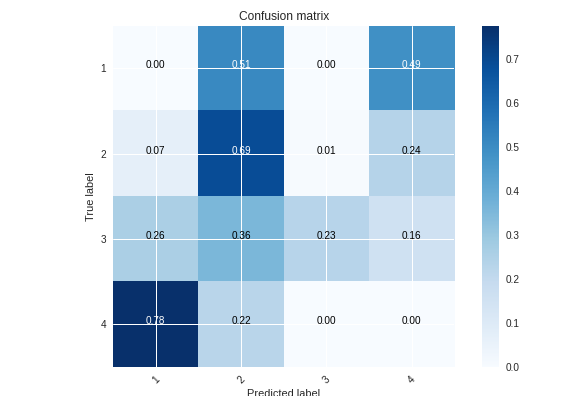 Confusion matrix
1 0.00 0.51 0.00 0.49
2 0.07 0.69 0.01 0.24
3 0.26 0.36 0.23 0.16
4 0.78 0.22 0.00 0.00
1 2 3 4
True label
Predicted label
0.7
0.6
0.5
0.4
0.3
0.2
0.1
0.0